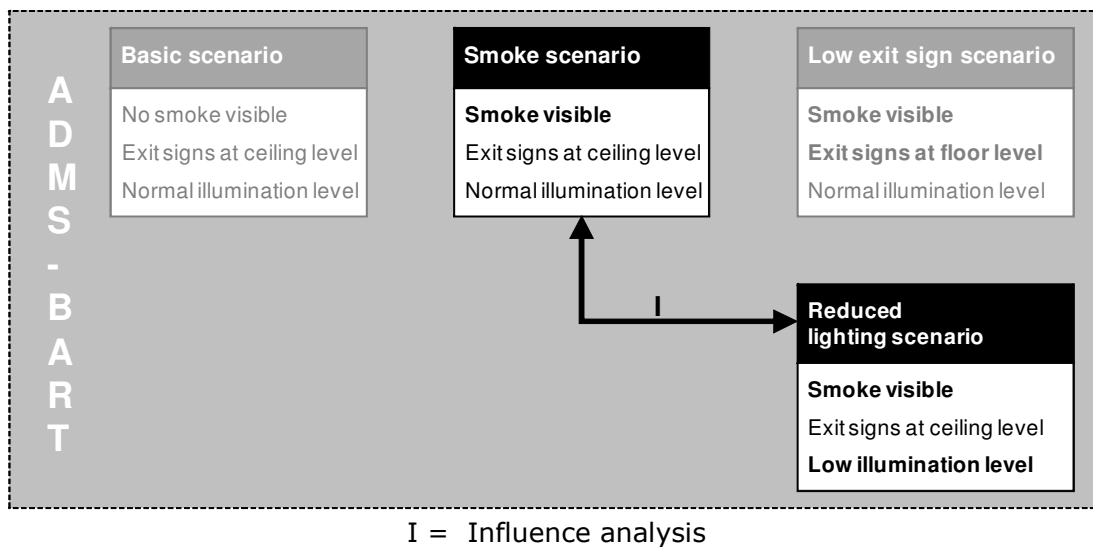 A
D
M
S
-
B
A
R
T
Basic scenario
No smoke visible
Exit signs at ceiling level
Normal illumination level
Smoke scenario
Smoke visible
Exit signs at ceiling level
Normal illumination level
Low exit sign scenario
Smoke visible
Exit signs at floor level
Normal illumination level
I
Reduced
lighting scenario
Smoke visible
Exit signs at ceiling level
Low illumination level
I = Influence analysis